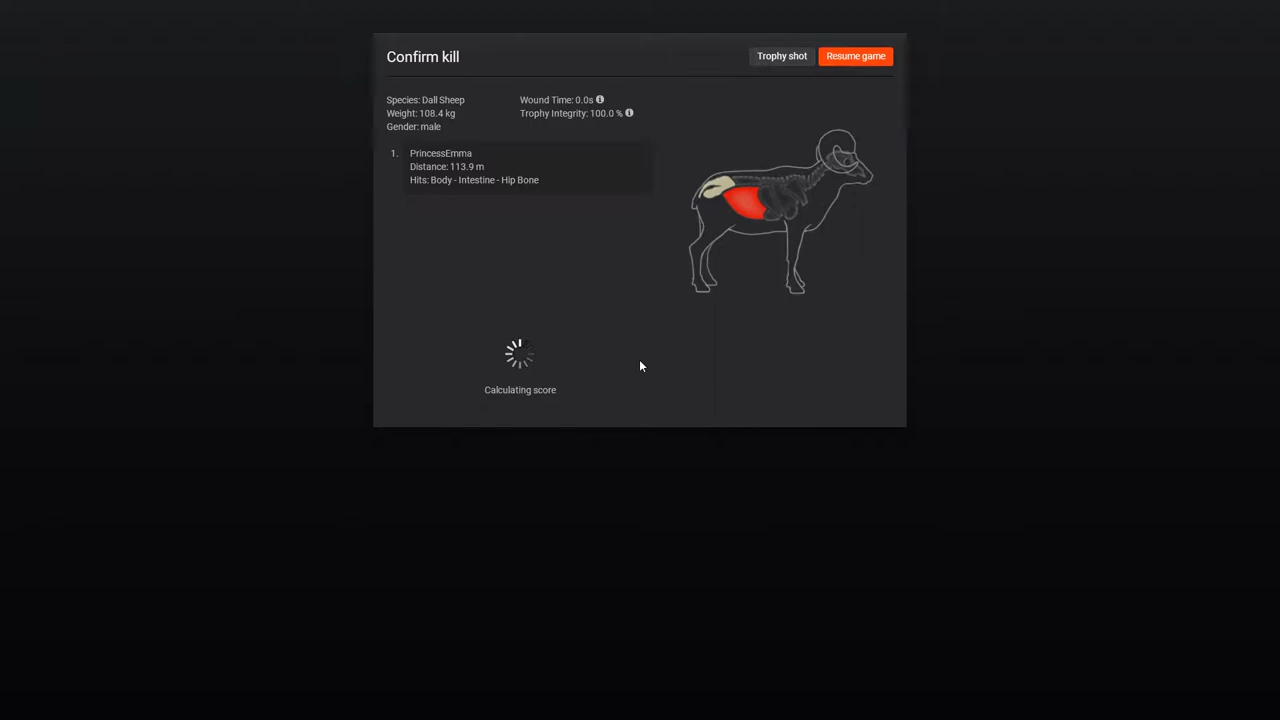 Confirm kill
Trophy shot
Resume game
Species: Dall Sheep
Wound Time: 0.0s
Weight: 108.4 kg
Trophy Integrity: 100.0 %
Gender: male
1.
PrincessEmma
Distance: 113.9 m
Hits: Body - Intestine - Hip Bone
Calculating score